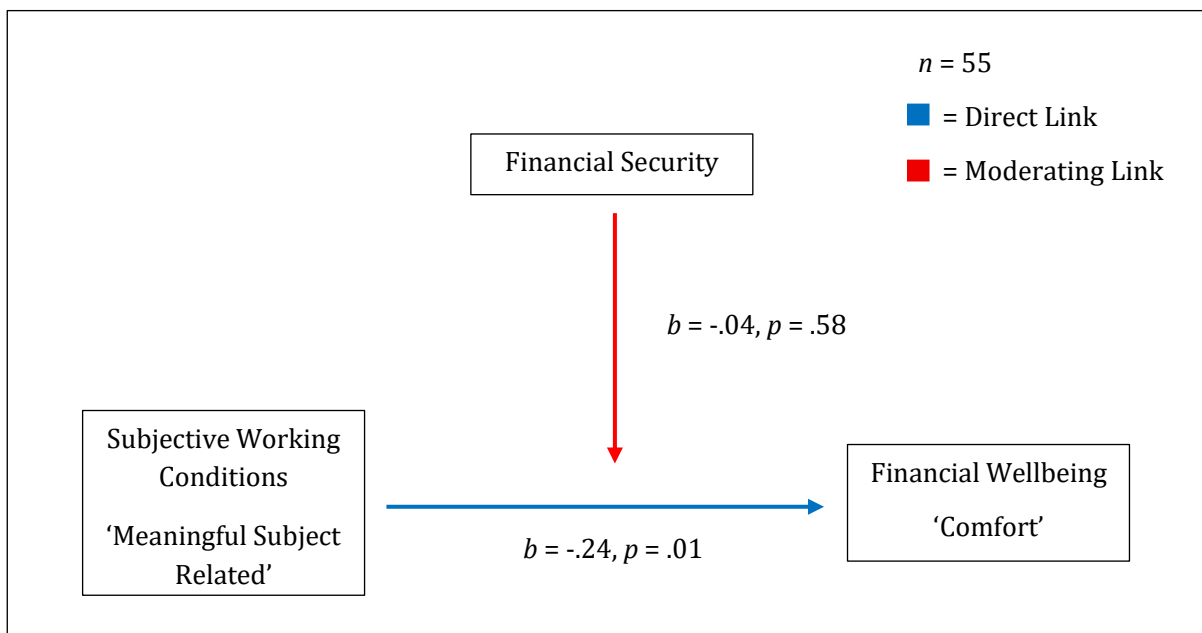 n = 55
= Direct Link
= Moderating Link
Financial Security
b = -.04, p = .58
Subjective Working
Conditions
‘Meaningful Subject
Related’
b = -.24, p = .01
Financial Wellbeing
‘Comfort’